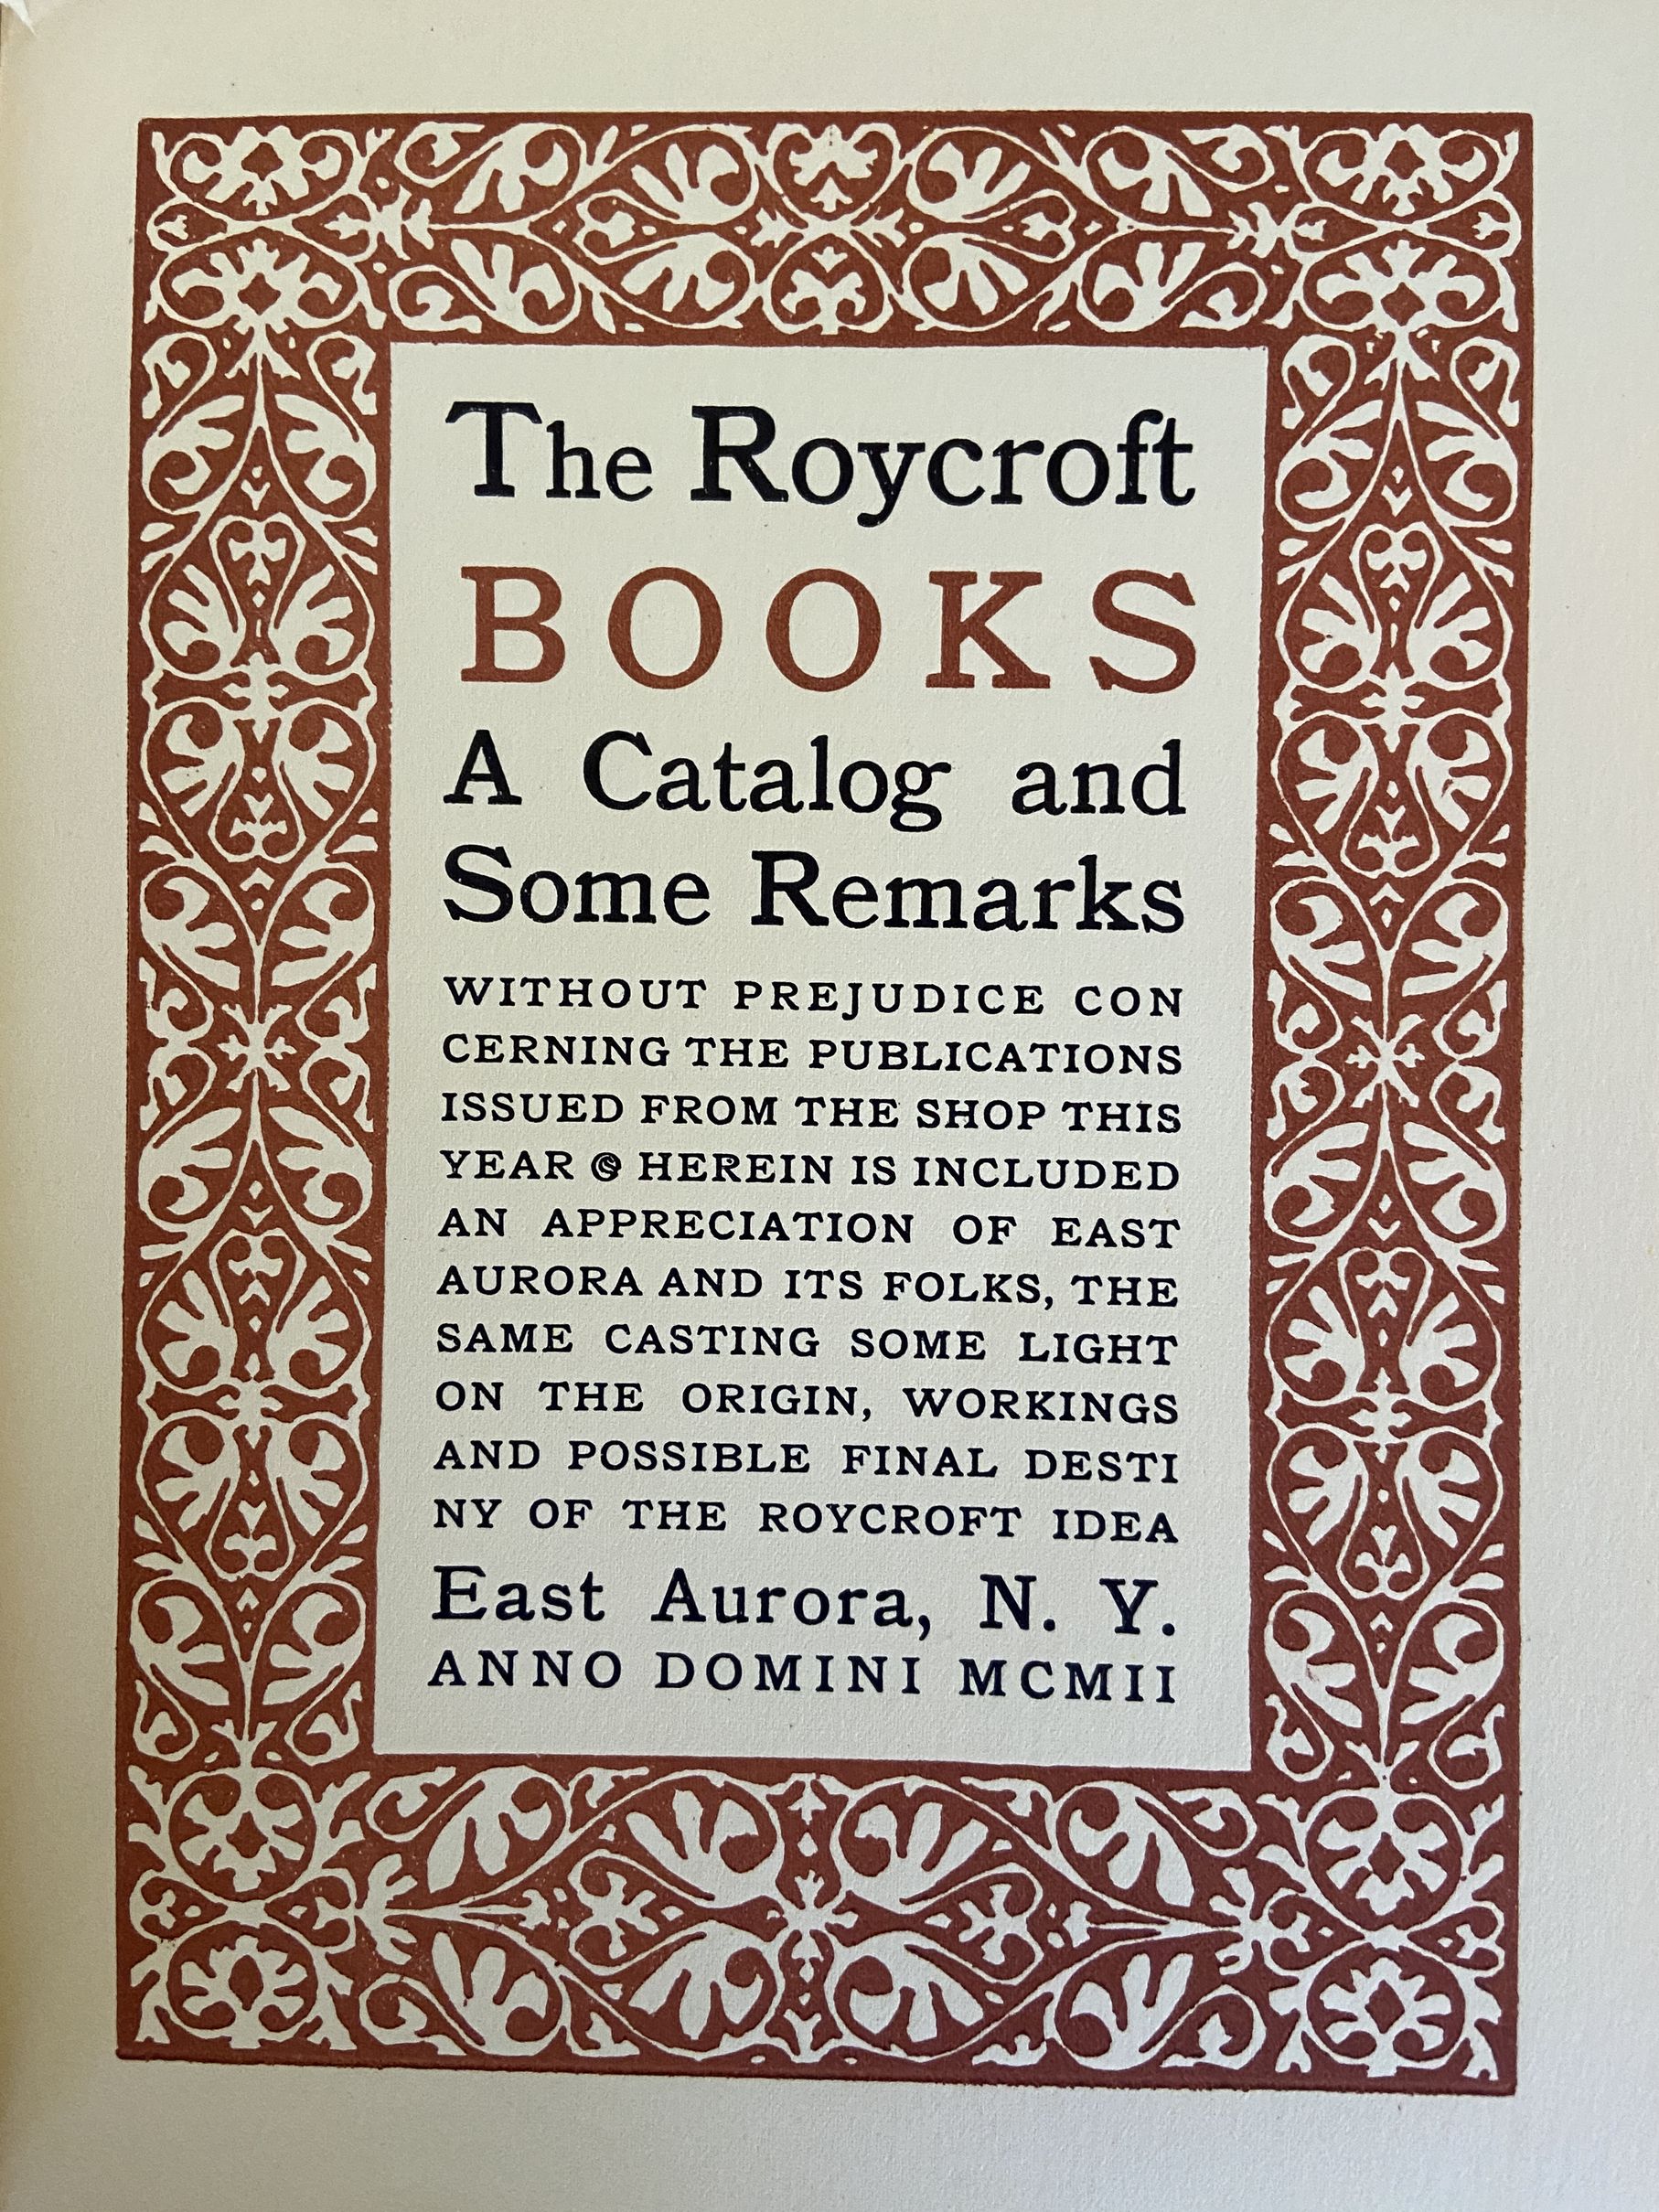 The Roycroft
BOOKS
A Catalog and
Some Remarks
WITHOUT PREJUDICE CON
CERNING THE PUBLICATIONS
ISSUED FROM THE SHOP THIS
YEAR HEREIN IS INCLUDED
AN APPRECIATION OF EAST
AURORA AND ITS FOLKS, THE
SAME CASTING SOME LIGHT
ON THE ORIGIN, WORKINGS
AND POSSIBLE FINAL DESTI
NY OF THE ROYCROFT IDEA
East Aurora, N. Y.
ANNO DOMINI MCMII